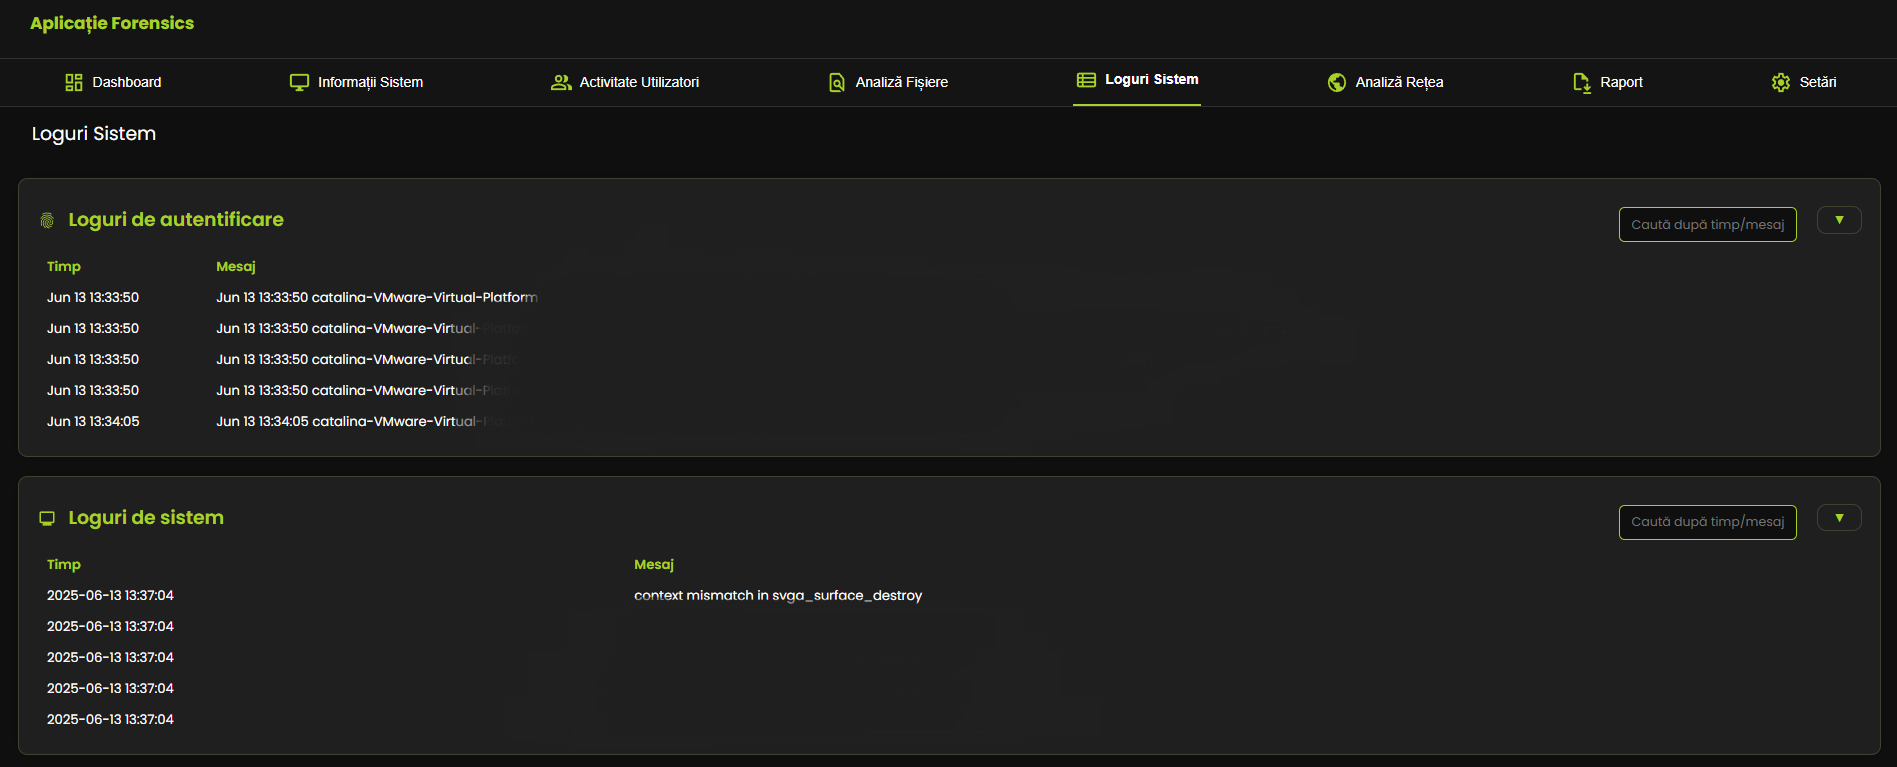 Aplicație Forensics
Dashboard Informații Sistem Activitate Utilizatori Analiză Fișiere Loguri Sistem Analiză Rețea Raport Setări
Loguri Sistem
Loguri de autentificare Caută după timp/mesaj ▼
Timp Mesaj
Jun 13 13:33:50 Jun 13 13:33:50 catalina-VMware-Virtual-Platform
Jun 13 13:33:50 Jun 13 13:33:50 catalina-VMware-Virtual-
Jun 13 13:33:50 Jun 13 13:33:50 catalina-VMware-Virtual-
Jun 13 13:33:50 Jun 13 13:33:50 catalina-VMware-Virtual-
Jun 13 13:34:05 Jun 13 13:34:05 catalina-VMware-Virtual-
Loguri de sistem Caută după timp/mesaj ▼
Timp Mesaj
2025-06-13 13:37:04 context mismatch in svga_surface_destroy
2025-06-13 13:37:04
2025-06-13 13:37:04
2025-06-13 13:37:04
2025-06-13 13:37:04